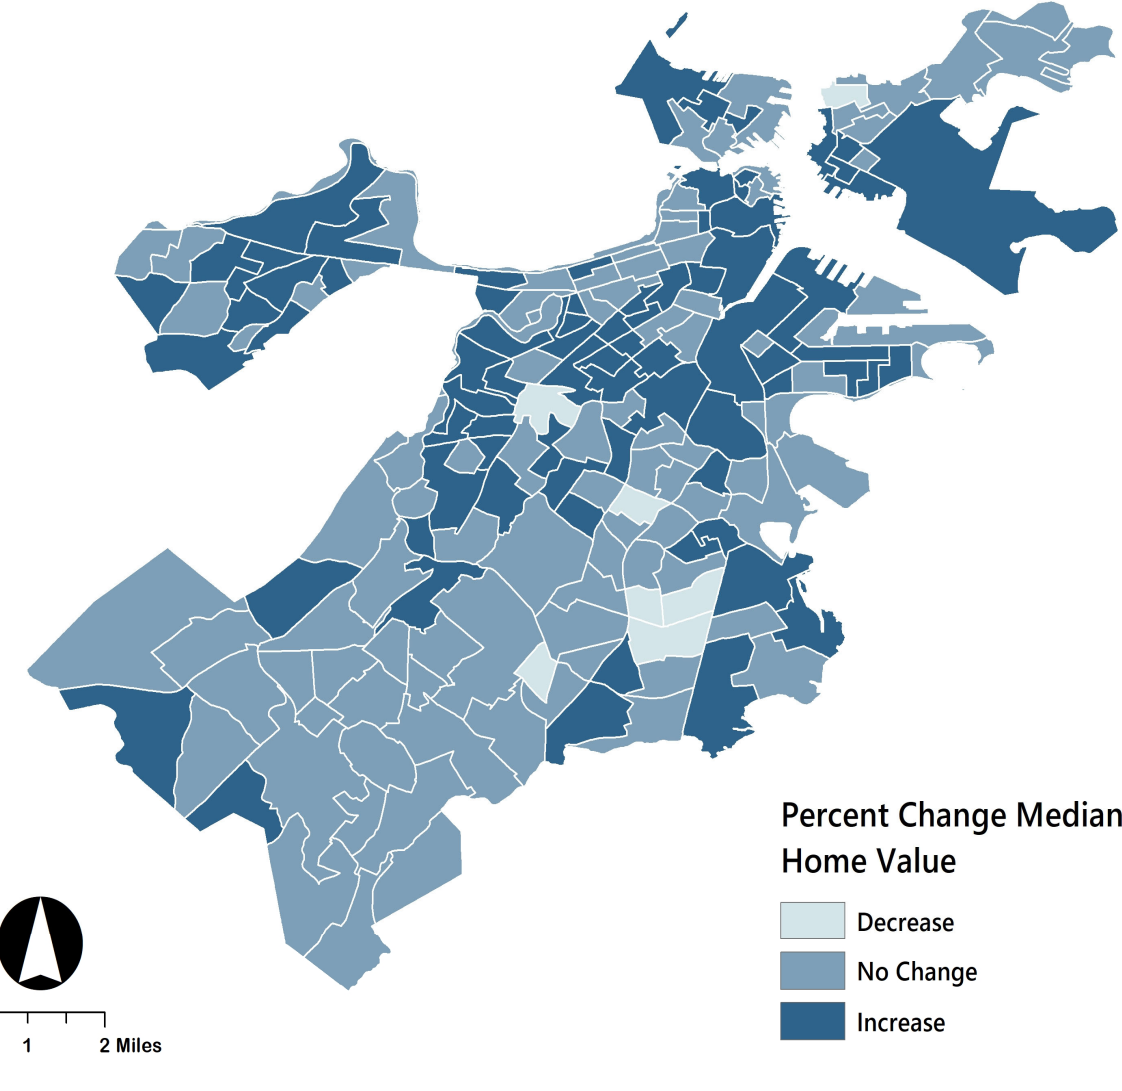 Percent Change Median
Home Value
Decrease
No Change
Increase
1 2 Miles